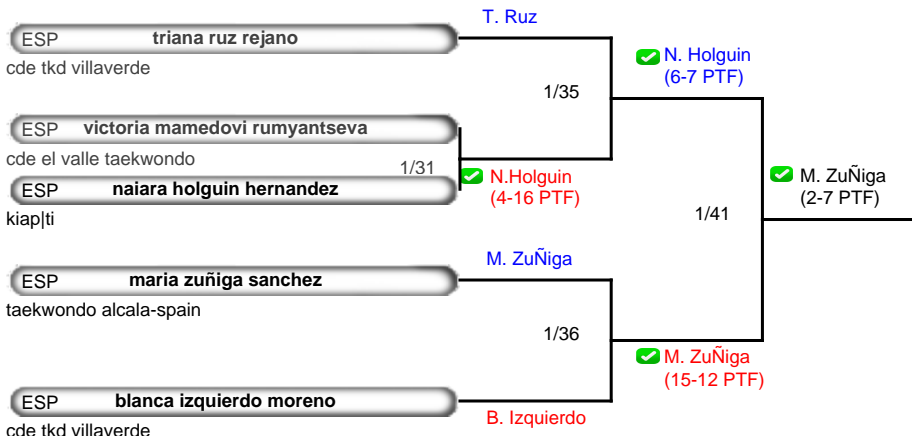 T. Ruz
ESP triana ruz rejano
cde tkd villaverde
N. Holguin
(6-7 PTF)
1/35
ESP victoria mamedovi rumyantseva
cde el valle taekwondo
1/31
ESP naiara holguin hernandez
kiap|ti
N.Holguin
(4-16 PTF)
M. ZuÑiga
(2-7 PTF)
1/41
M. ZuÑiga
ESP maria zuñiga sanchez
taekwondo alcala-spain
1/36
M. ZuÑiga
(15-12 PTF)
ESP blanca izquierdo moreno
B. Izquierdo
cde tkd villaverde